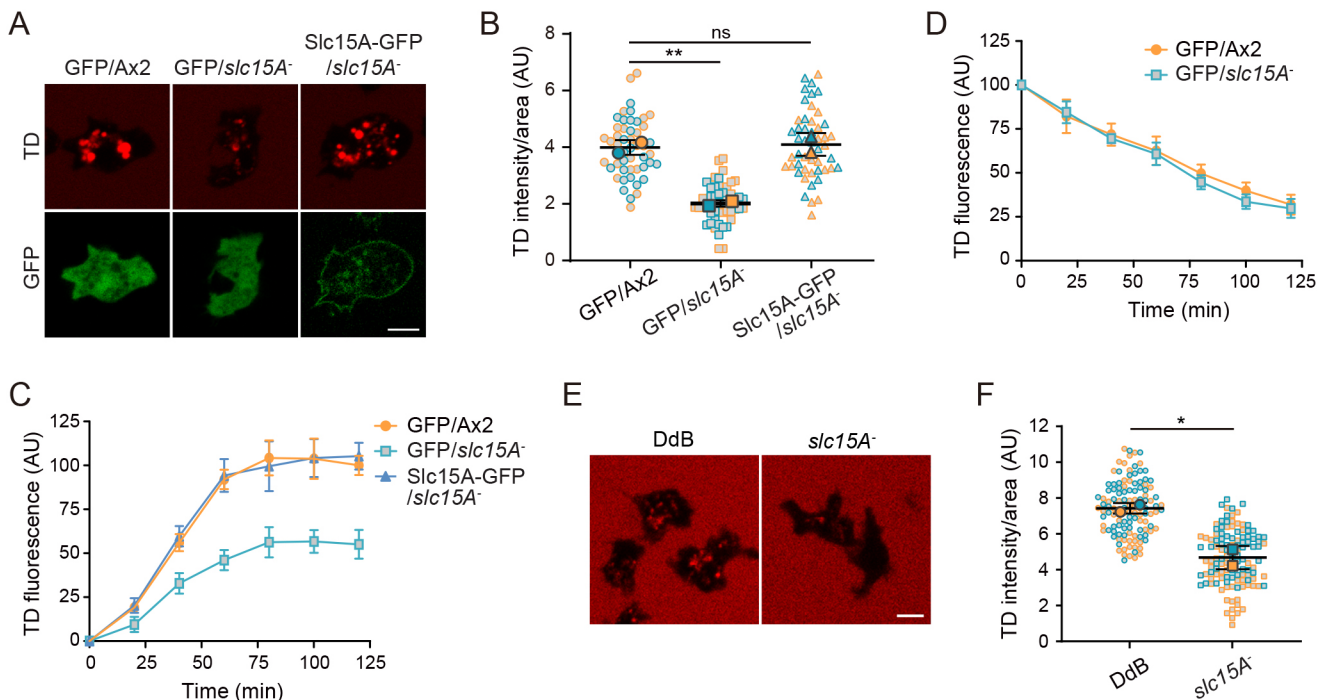 A
GFP/Ax2
GFP/slc15A-
Slc15A-GFP
/slc15A-
TD
GFP
B
TD intensity/area (AU)
8
6
4
2
0
ns
**
GFP/Ax2
GFP/slc15A-
Slc15A-GFP
/slc15A-
D
TD fluorescence (AU)
125
100
75
50
25
0
0
25
50
75
100
125
Time (min)
GFP/Ax2
GFP/slc15A-
C
TD fluorescence (AU)
125
100
75
50
25
0
0
25
50
75
100
125
Time (min)
GFP/Ax2
GFP/slc15A-
Slc15A-GFP
/slc15A-
E
DdB
slc15A-
F
TD intensity/area (AU)
12
10
8
6
4
2
0
*
DdB
slc15A-